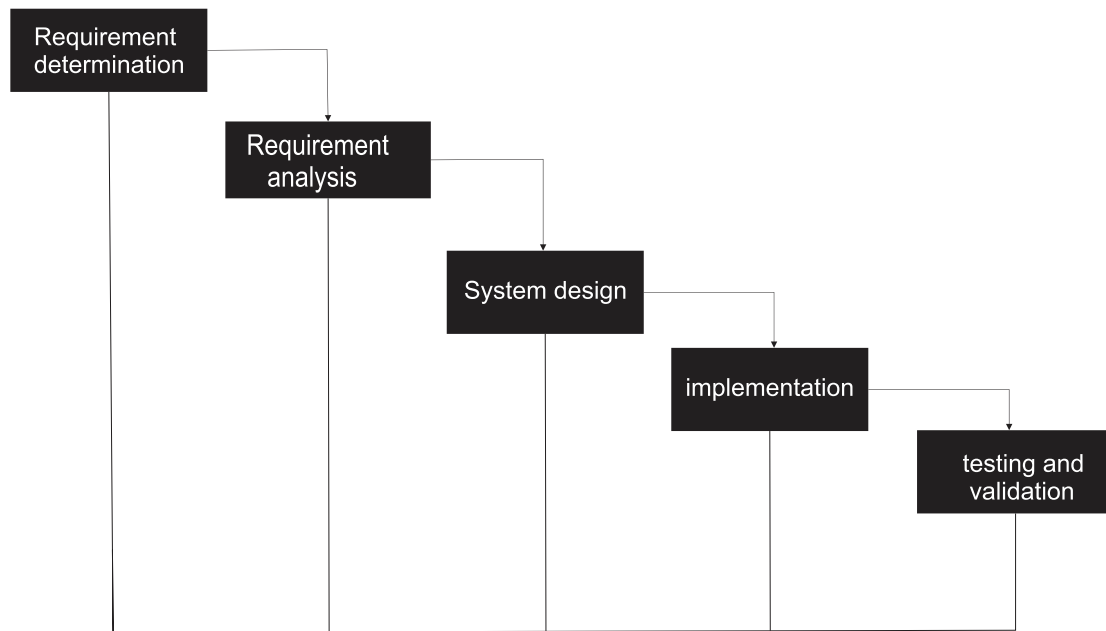 Requirement
determination
Requirement
analysis
System design
implementation
testing and
validation